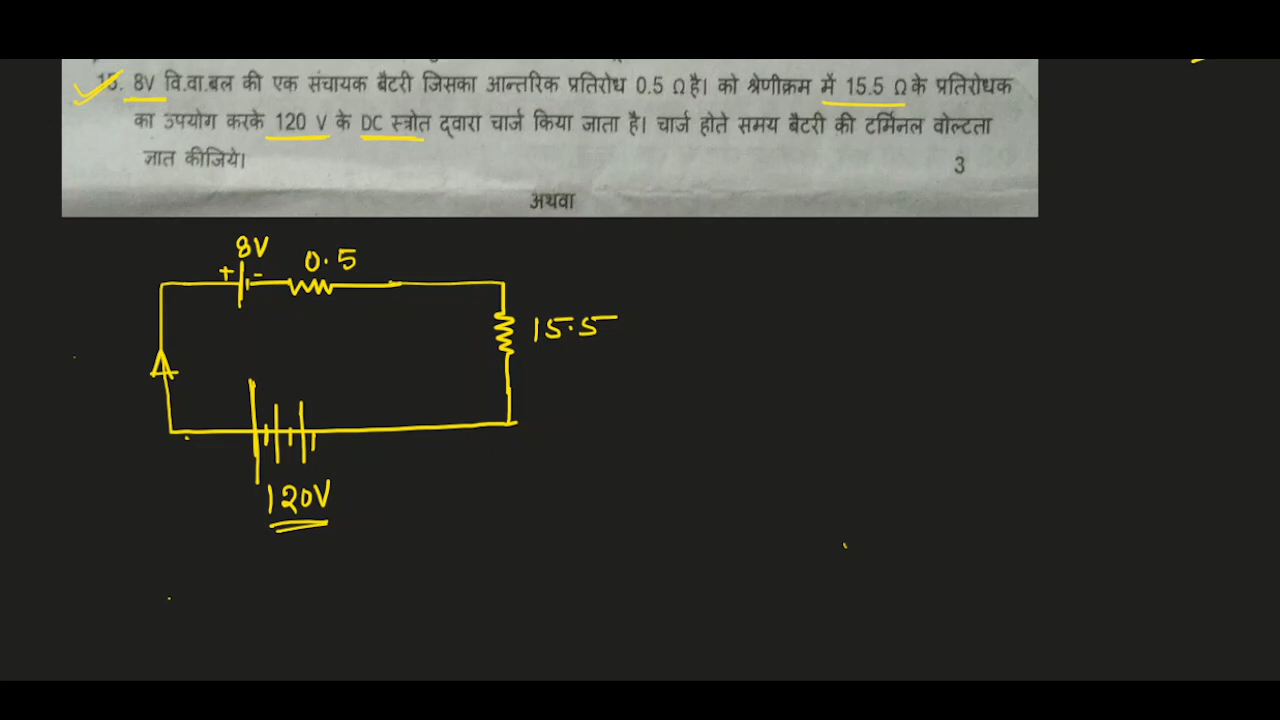 15. 8V वि.वा.बल की एक संचायक बैटरी जिसका आन्तरिक प्रतिरोध 0.5 Ω है। को श्रेणीक्रम में 15.5 Ω के प्रतिरोधक
का उपयोग करके 120 V के DC स्त्रोत द्वारा चार्ज किया जाता है। चार्ज होते समय बैटरी की टर्मिनल वोल्टता
ज्ञात कीजिये। 3
अथवा
8V
+ - 0.5
15.5
120V